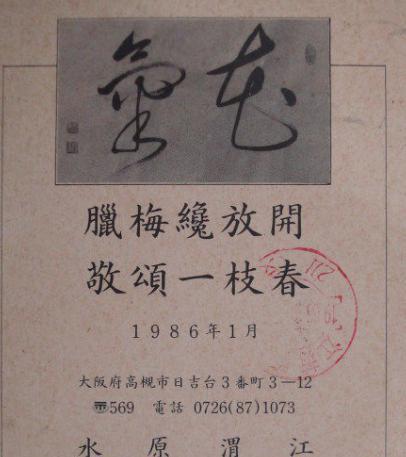 氣
臘梅纔放開
敬頌一枝春
1986年1月
大阪府高槻市日吉台3番町3―12
〠569 電話 0726(87)1073
水原渭江